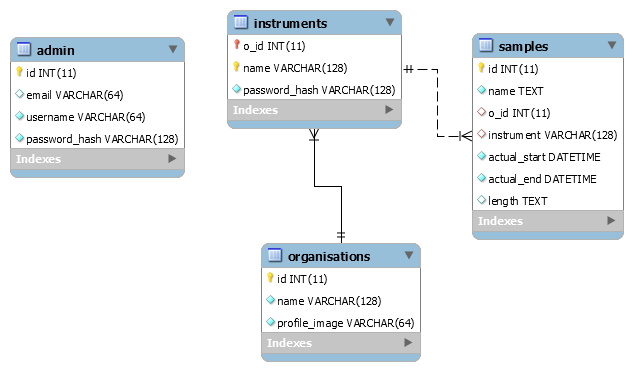 admin
id INT(11)
email VARCHAR(64)
username VARCHAR(64)
password_hash VARCHAR(128)
Indexes
instruments
o_id INT(11)
name VARCHAR(128)
password_hash VARCHAR(128)
Indexes
samples
id INT(11)
name TEXT
o_id INT(11)
instrument VARCHAR(128)
actual_start DATETIME
actual_end DATETIME
length TEXT
Indexes
organisations
id INT(11)
name VARCHAR(128)
profile_image VARCHAR(64)
Indexes